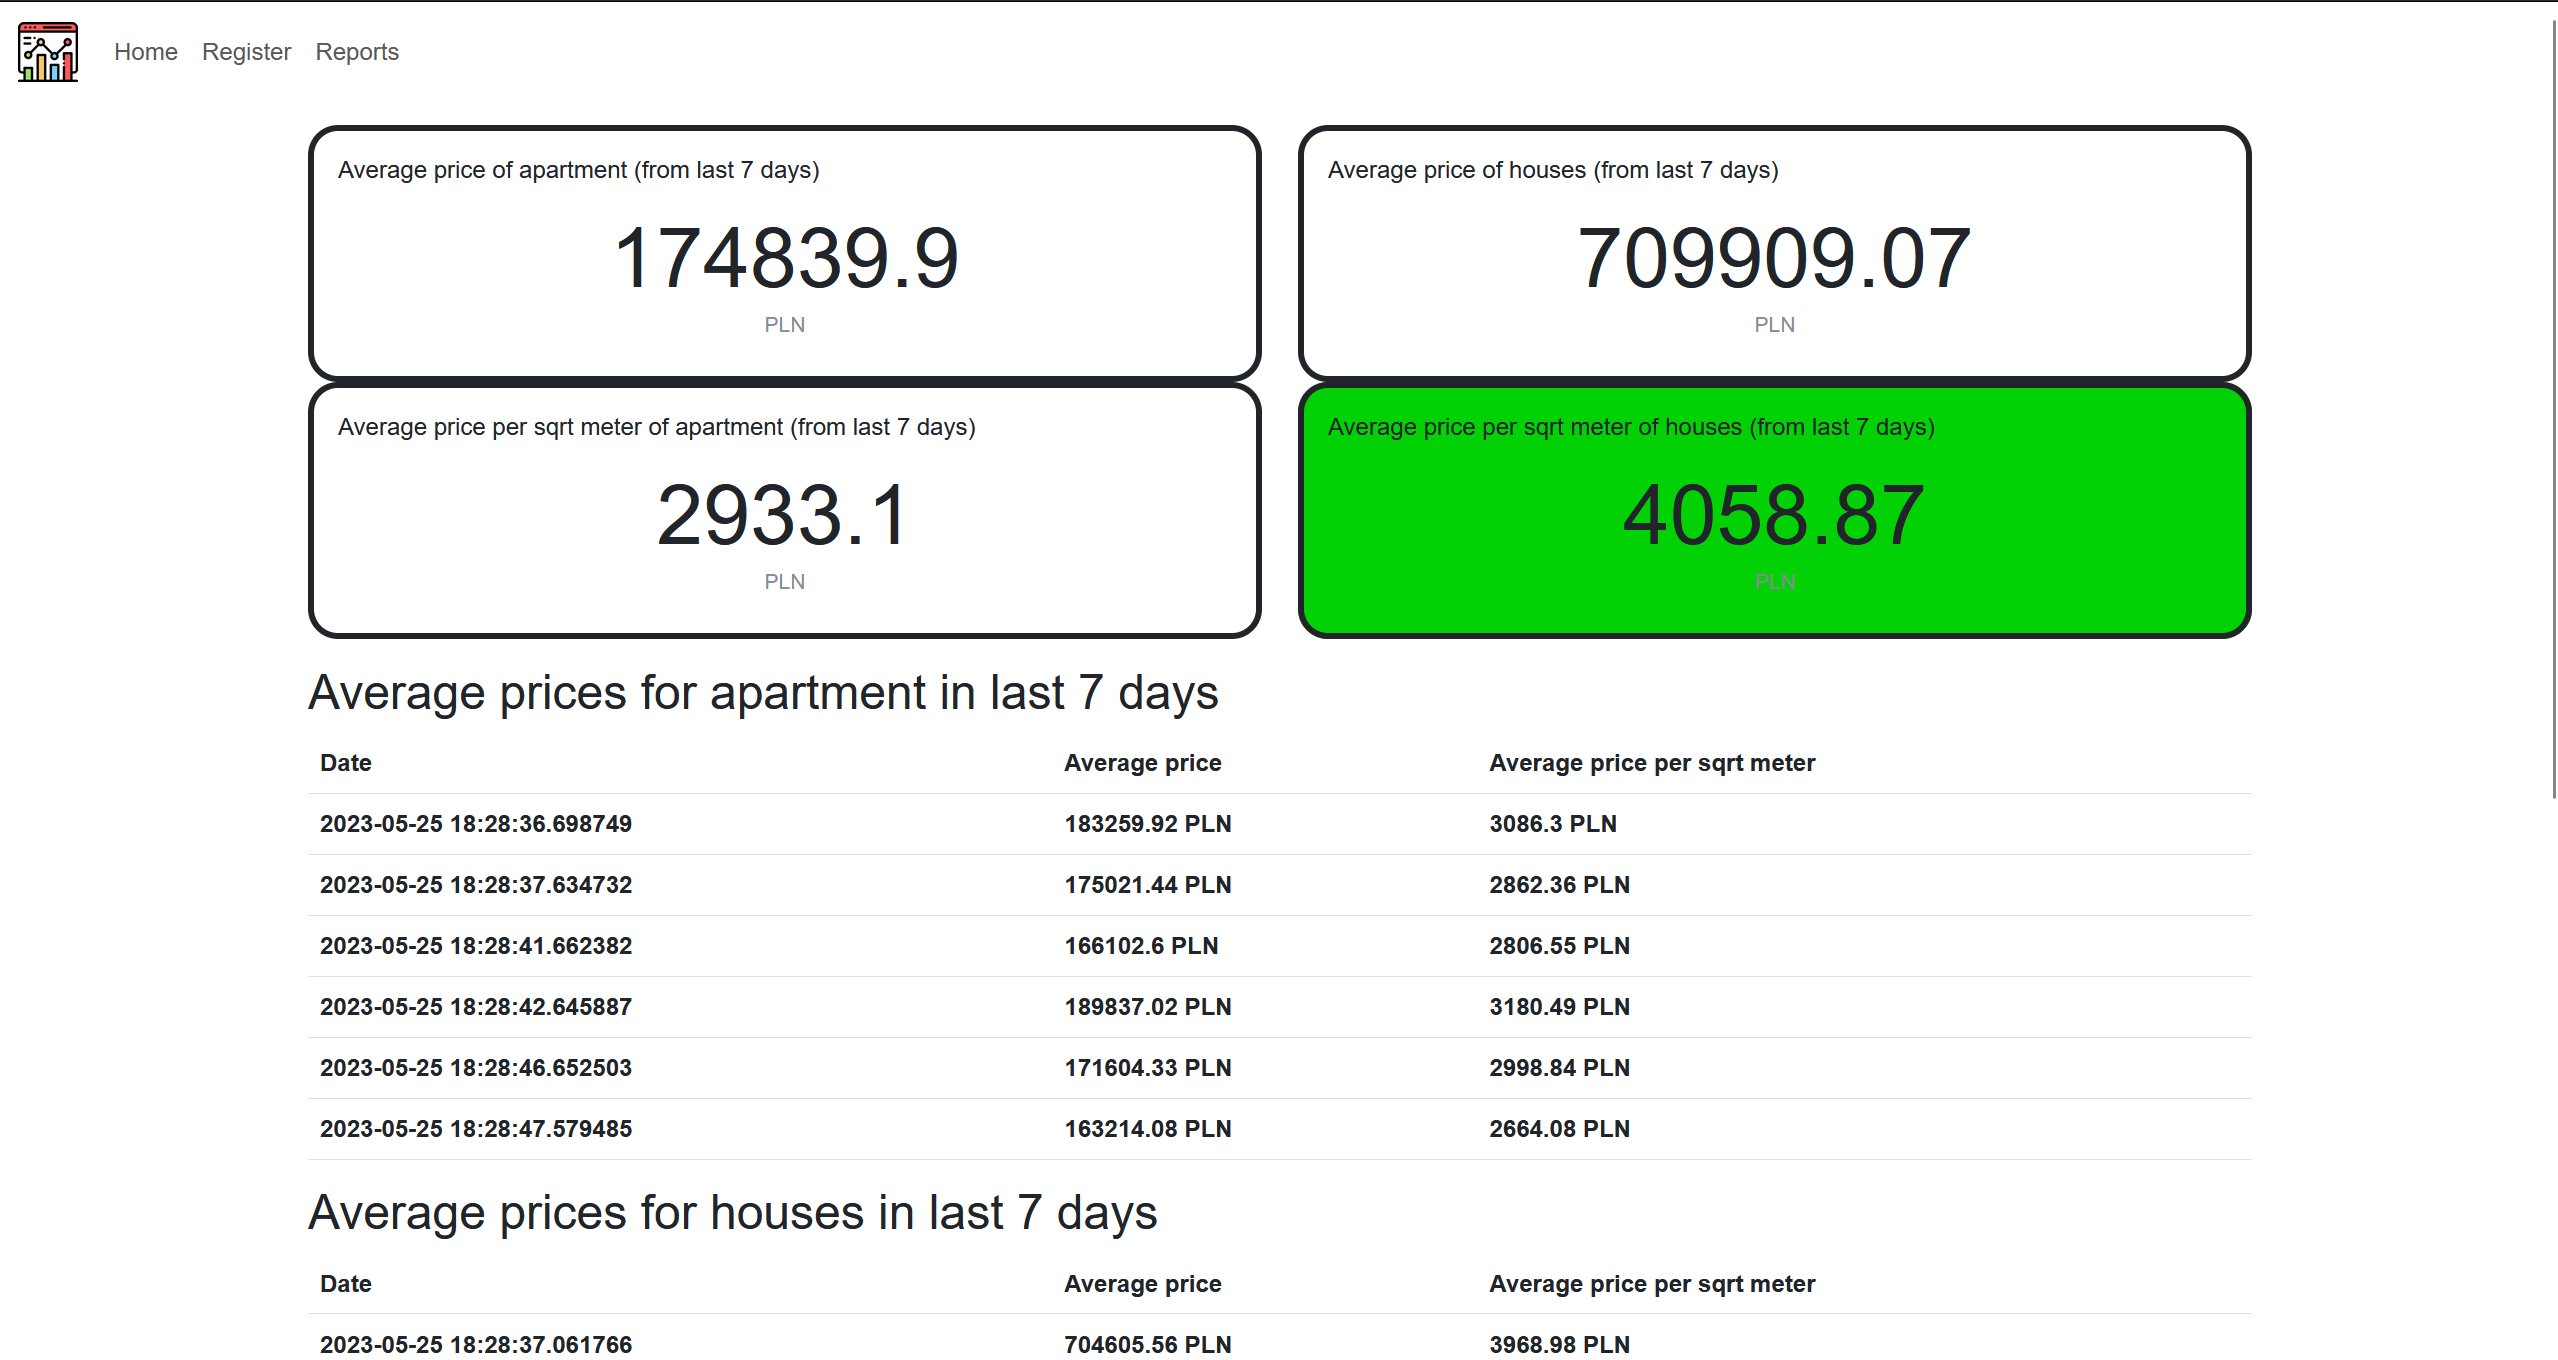 Home Register Reports
Average price of apartment (from last 7 days)
174839.9
PLN
Average price of houses (from last 7 days)
709909.07
PLN
Average price per sqrt meter of apartment (from last 7 days)
2933.1
PLN
Average price per sqrt meter of houses (from last 7 days)
4058.87
PLN
Average prices for apartment in last 7 days
Date Average price Average price per sqrt meter
2023-05-25 18:28:36.698749 183259.92 PLN 3086.3 PLN
2023-05-25 18:28:37.634732 175021.44 PLN 2862.36 PLN
2023-05-25 18:28:41.662382 166102.6 PLN 2806.55 PLN
2023-05-25 18:28:42.645887 189837.02 PLN 3180.49 PLN
2023-05-25 18:28:46.652503 171604.33 PLN 2998.84 PLN
2023-05-25 18:28:47.579485 163214.08 PLN 2664.08 PLN
Average prices for houses in last 7 days
Date Average price Average price per sqrt meter
2023-05-25 18:28:37.061766 704605.56 PLN 3968.98 PLN